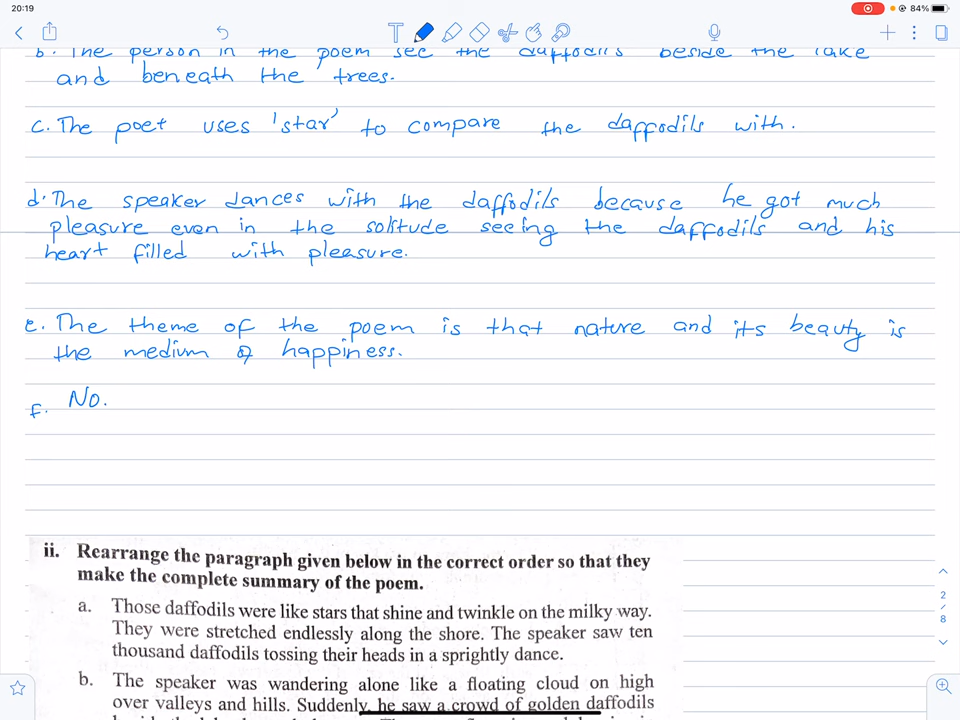 20:19
84%
b. The person in the poem see the daffodils beside the lake
and beneath the trees.
c. The poet uses 'star' to compare the daffodils with.
d. The speaker dances with the daffodils because he got much
pleasure even in the solitude seeing the daffodils and his
heart filled with pleasure.
e. The theme of the poem is that nature and its beauty is
the medium of happiness.
f. No.
ii. Rearrange the paragraph given below in the correct order so that they
make the complete summary of the poem.
a. Those daffodils were like stars that shine and twinkle on the milky way.
They were stretched endlessly along the shore. The speaker saw ten
thousand daffodils tossing their heads in a sprightly dance.
b. The speaker was wandering alone like a floating cloud on high
over valleys and hills. Suddenly, he saw a crowd of golden daffodils
2
/
8